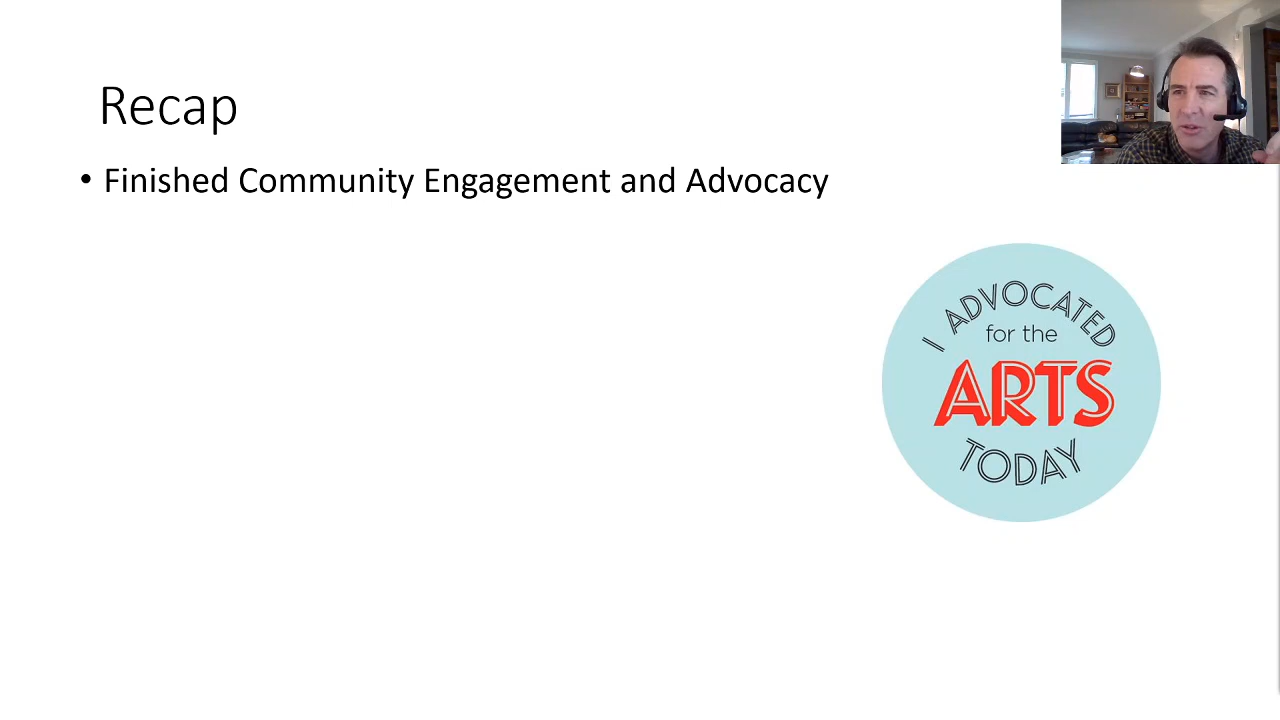 Recap
• Finished Community Engagement and Advocacy
I ADVOCATED
for the
ARTS
TODAY